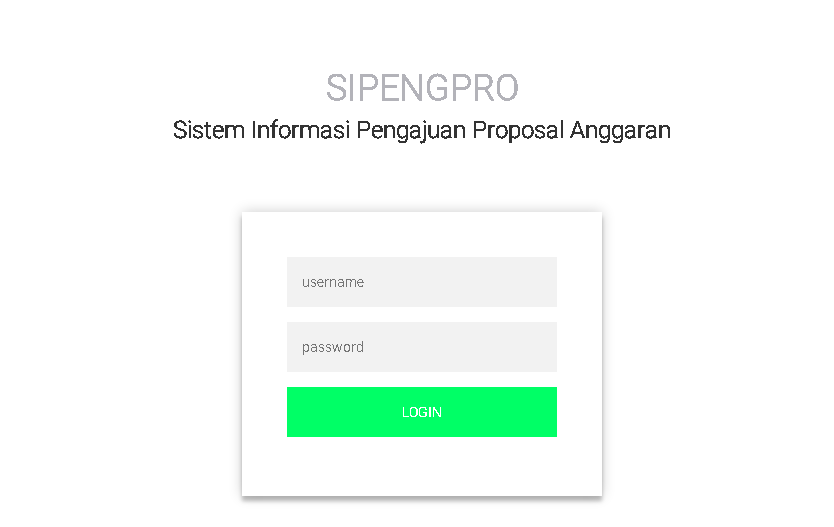 SIPENGPRO
Sistem Informasi Pengajuan Proposal Anggaran
username
password
LOGIN